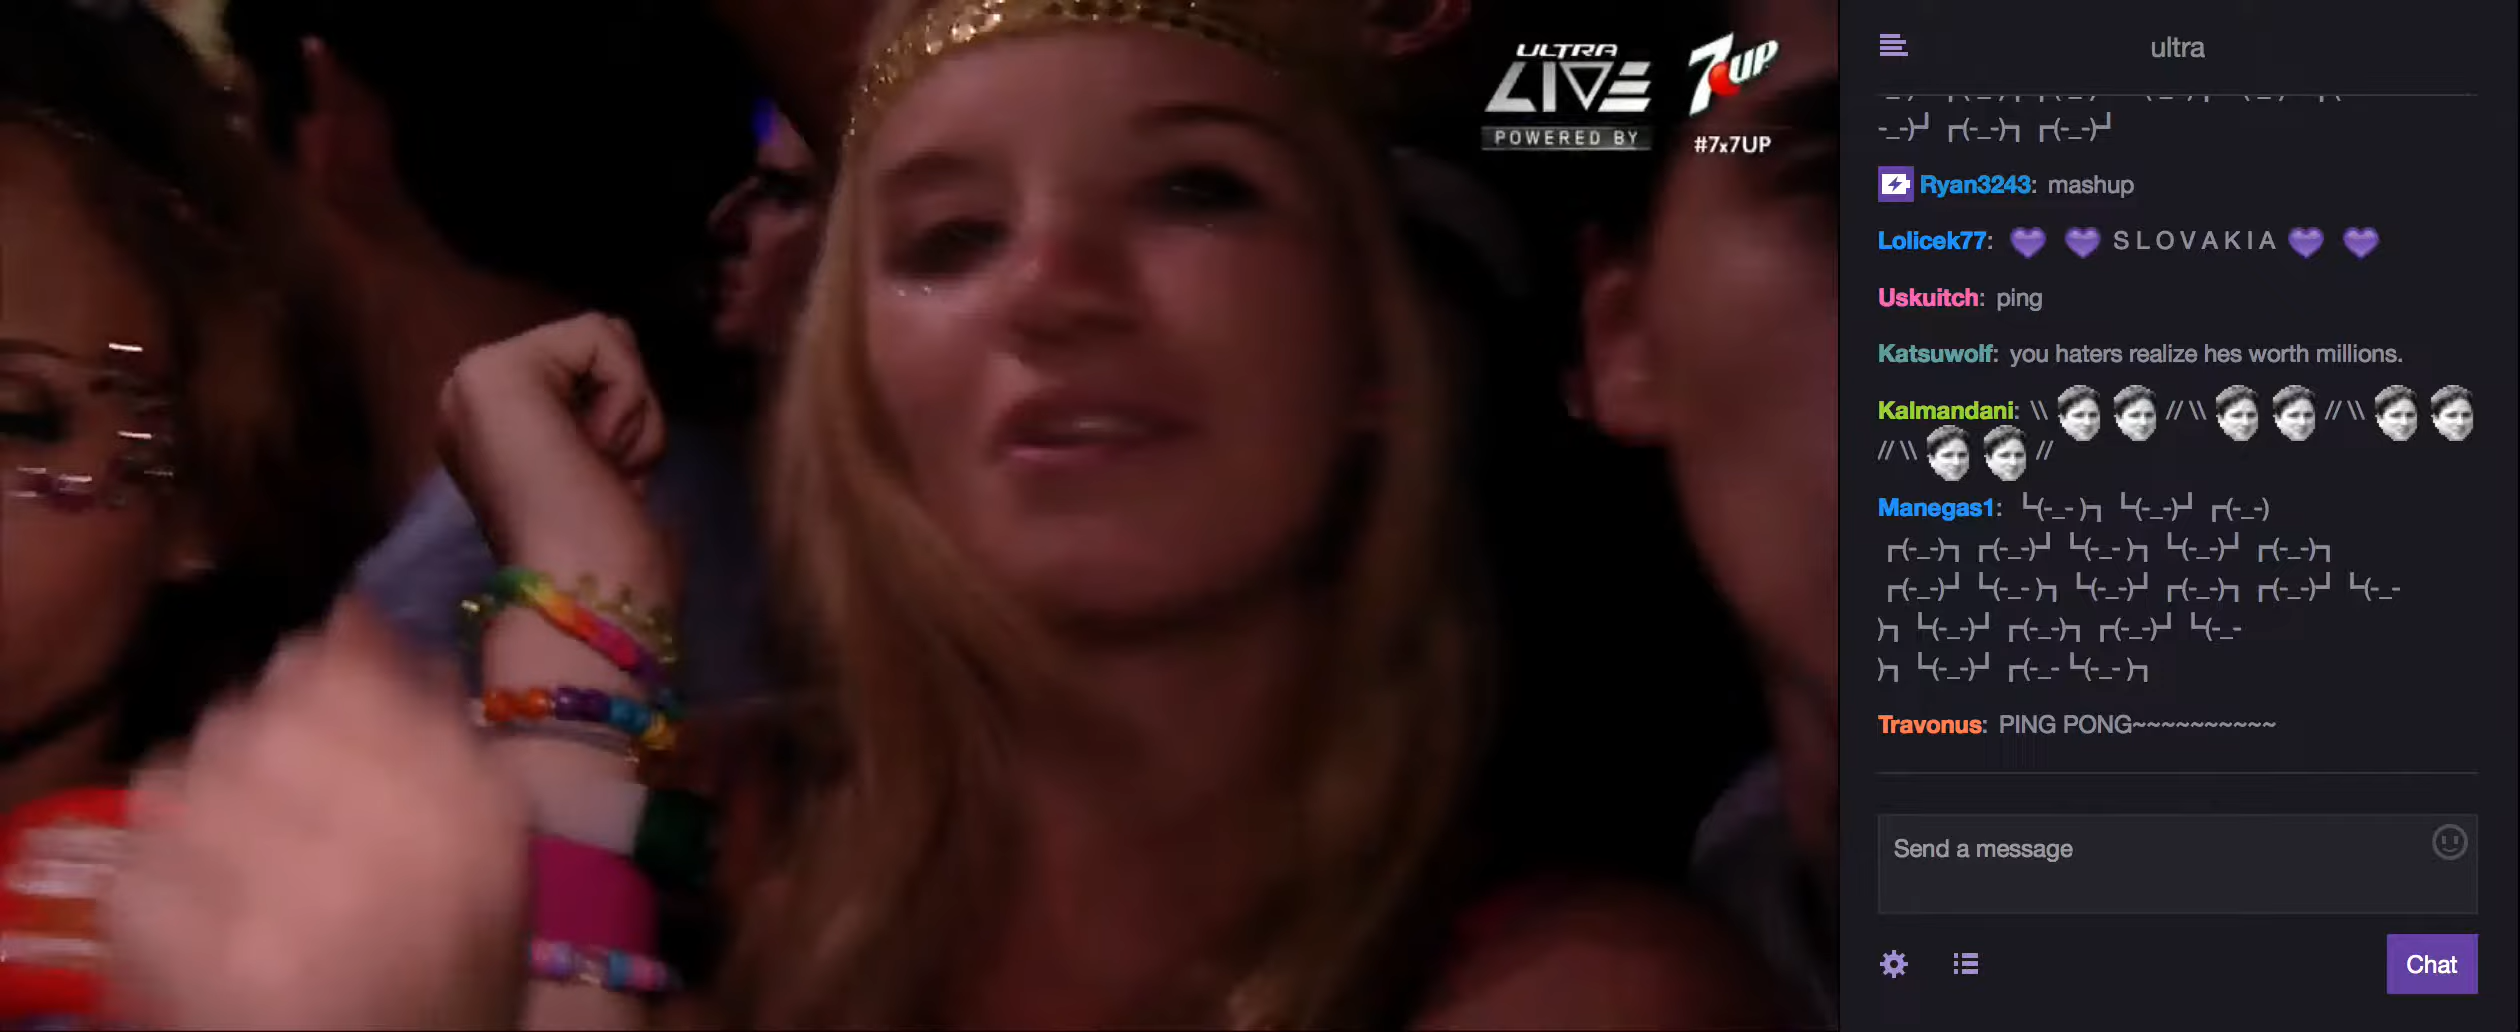 ULTRA
LIVE
POWERED BY
7UP
#7x7UP
ultra
-_-)┘ ┌(-_-)┐ ┌(-_-)┘
Ryan3243: mashup
Lolicek77: 💜 💜 S L O V A K I A 💜 💜
Uskuitch: ping
Katsuwolf: you haters realize hes worth millions.
Kalmandani: \\ // \\ // \\
// \\ //
Manegas1: └(-_- )┐ └(-_-)┘ ┌(-_-)
┌(-_-)┐ ┌(-_-)┘ └(-_- )┐ └(-_-)┘ ┌(-_-)┐
┌(-_-)┘ └(-_- )┐ └(-_-)┘ ┌(-_-)┐ ┌(-_-)┘ └(-_-
)┐ └(-_-)┘ ┌(-_-)┐ ┌(-_-)┘ └(-_-
)┐ └(-_-)┘ ┌(-_- └(-_- )┐
Travonus: PING PONG~~~~~~~~~~
Send a message
Chat